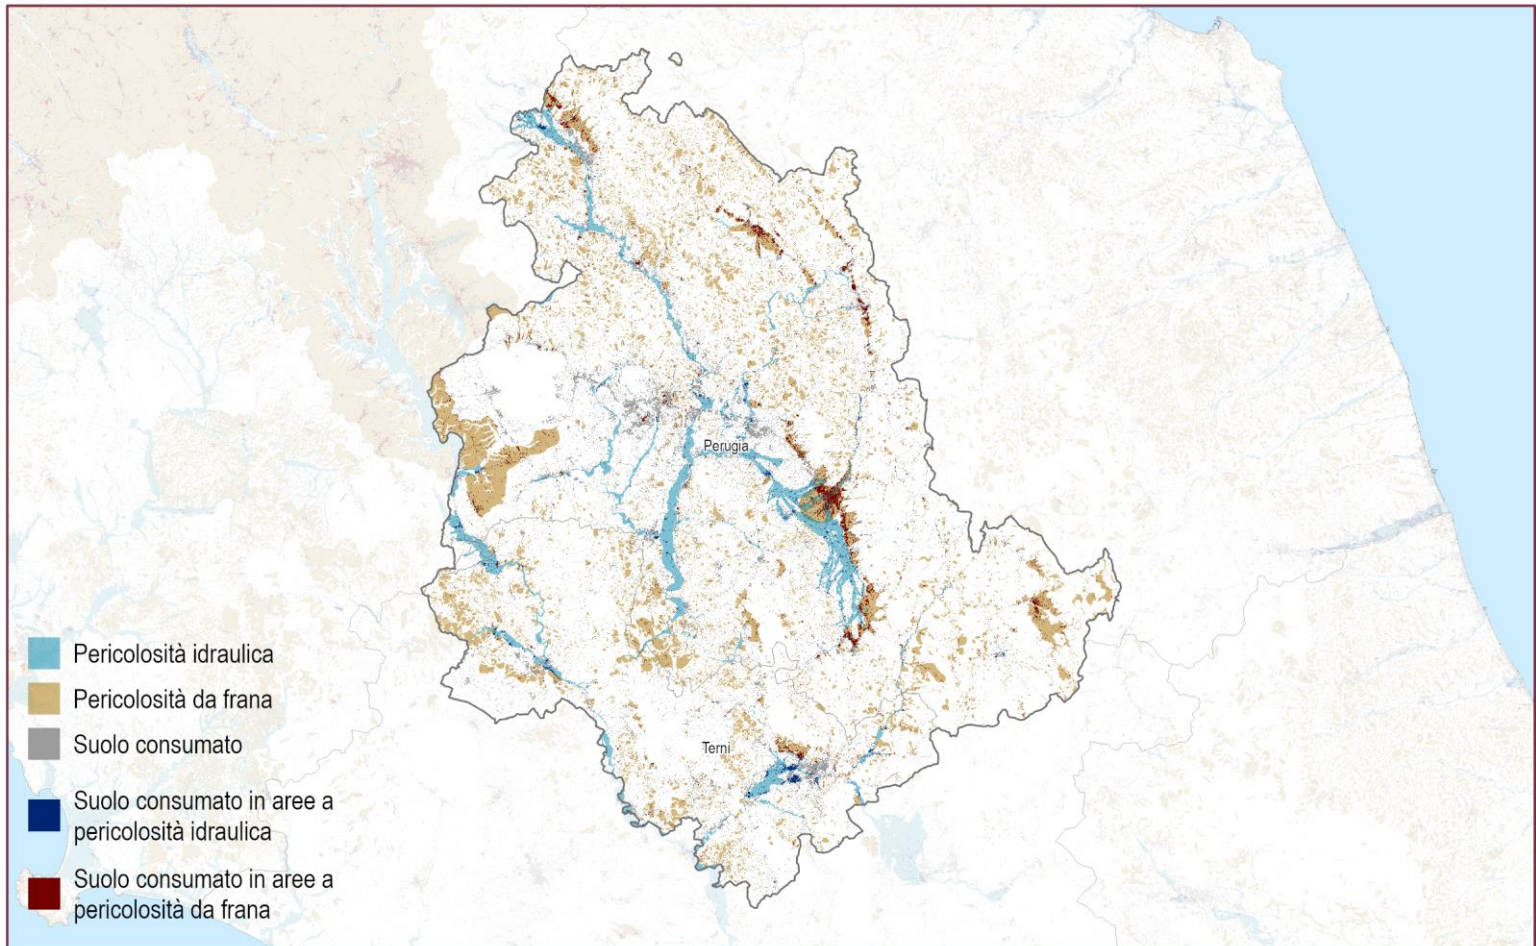 Perugia
Terni
Pericolosità idraulica
Pericolosità da frana
Suolo consumato
Suolo consumato in aree a
pericolosità idraulica
Suolo consumato in aree a
pericolosità da frana